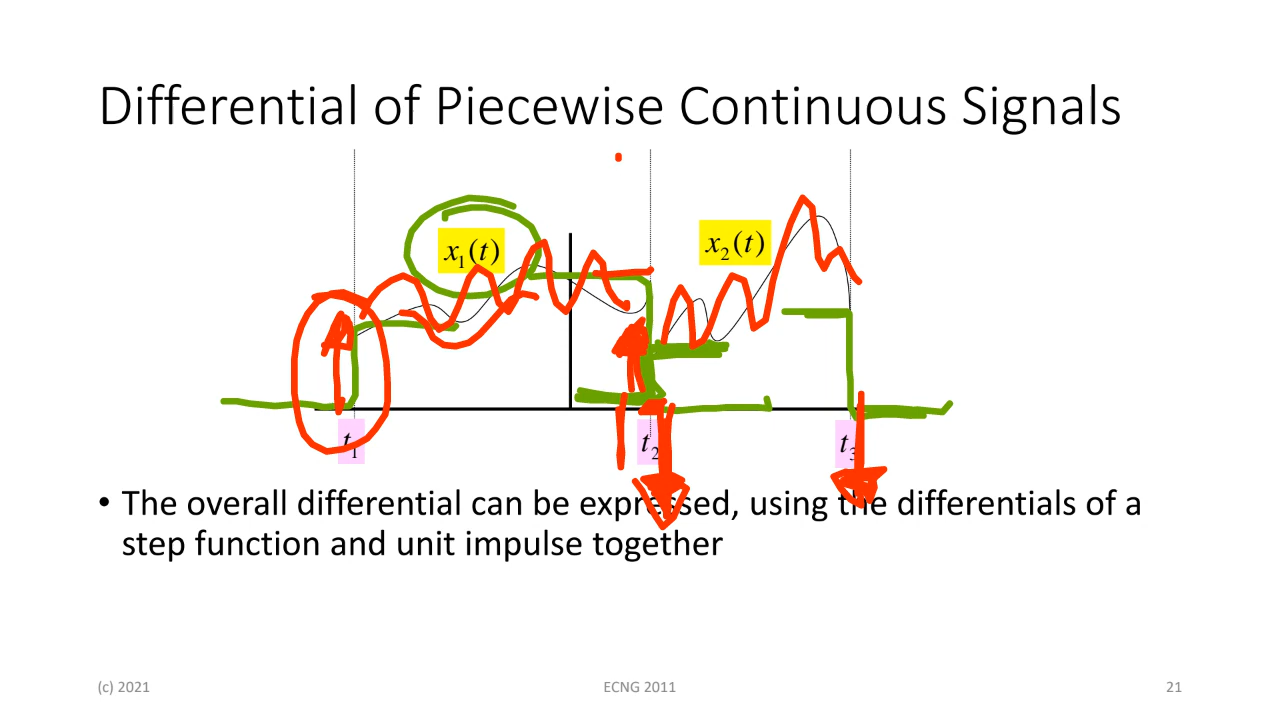 Differential of Piecewise Continuous Signals
x₁(t)
x₂(t)
t₁ t₂ t₃
• The overall differential can be expressed, using the differentials of a
step function and unit impulse together
(c) 2021 ECNG 2011 21